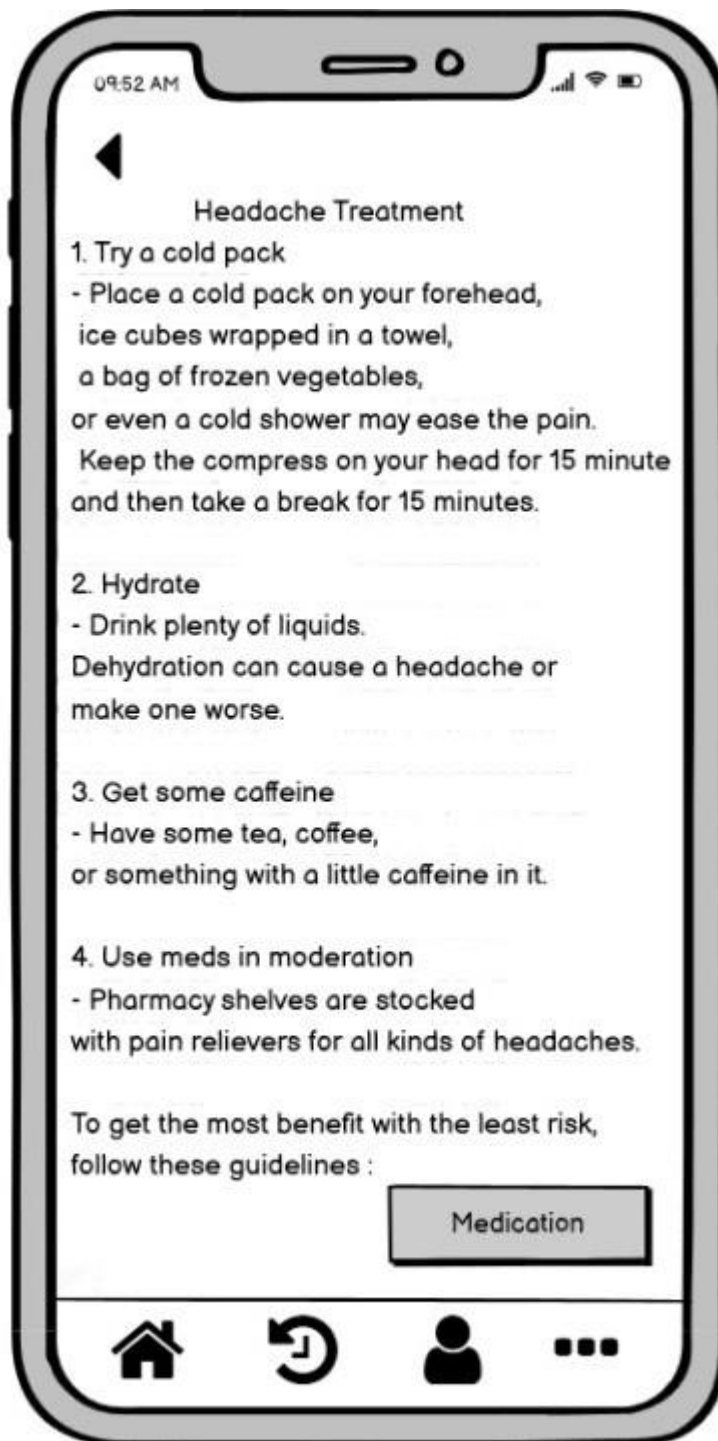 09:52 AM
Headache Treatment
1. Try a cold pack
- Place a cold pack on your forehead,
ice cubes wrapped in a towel,
a bag of frozen vegetables,
or even a cold shower may ease the pain.
Keep the compress on your head for 15 minute
and then take a break for 15 minutes.
2. Hydrate
- Drink plenty of liquids.
Dehydration can cause a headache or
make one worse.
3. Get some caffeine
- Have some tea, coffee,
or something with a little caffeine in it.
4. Use meds in moderation
- Pharmacy shelves are stocked
with pain relievers for all kinds of headaches.
To get the most benefit with the least risk,
follow these guidelines :
Medication